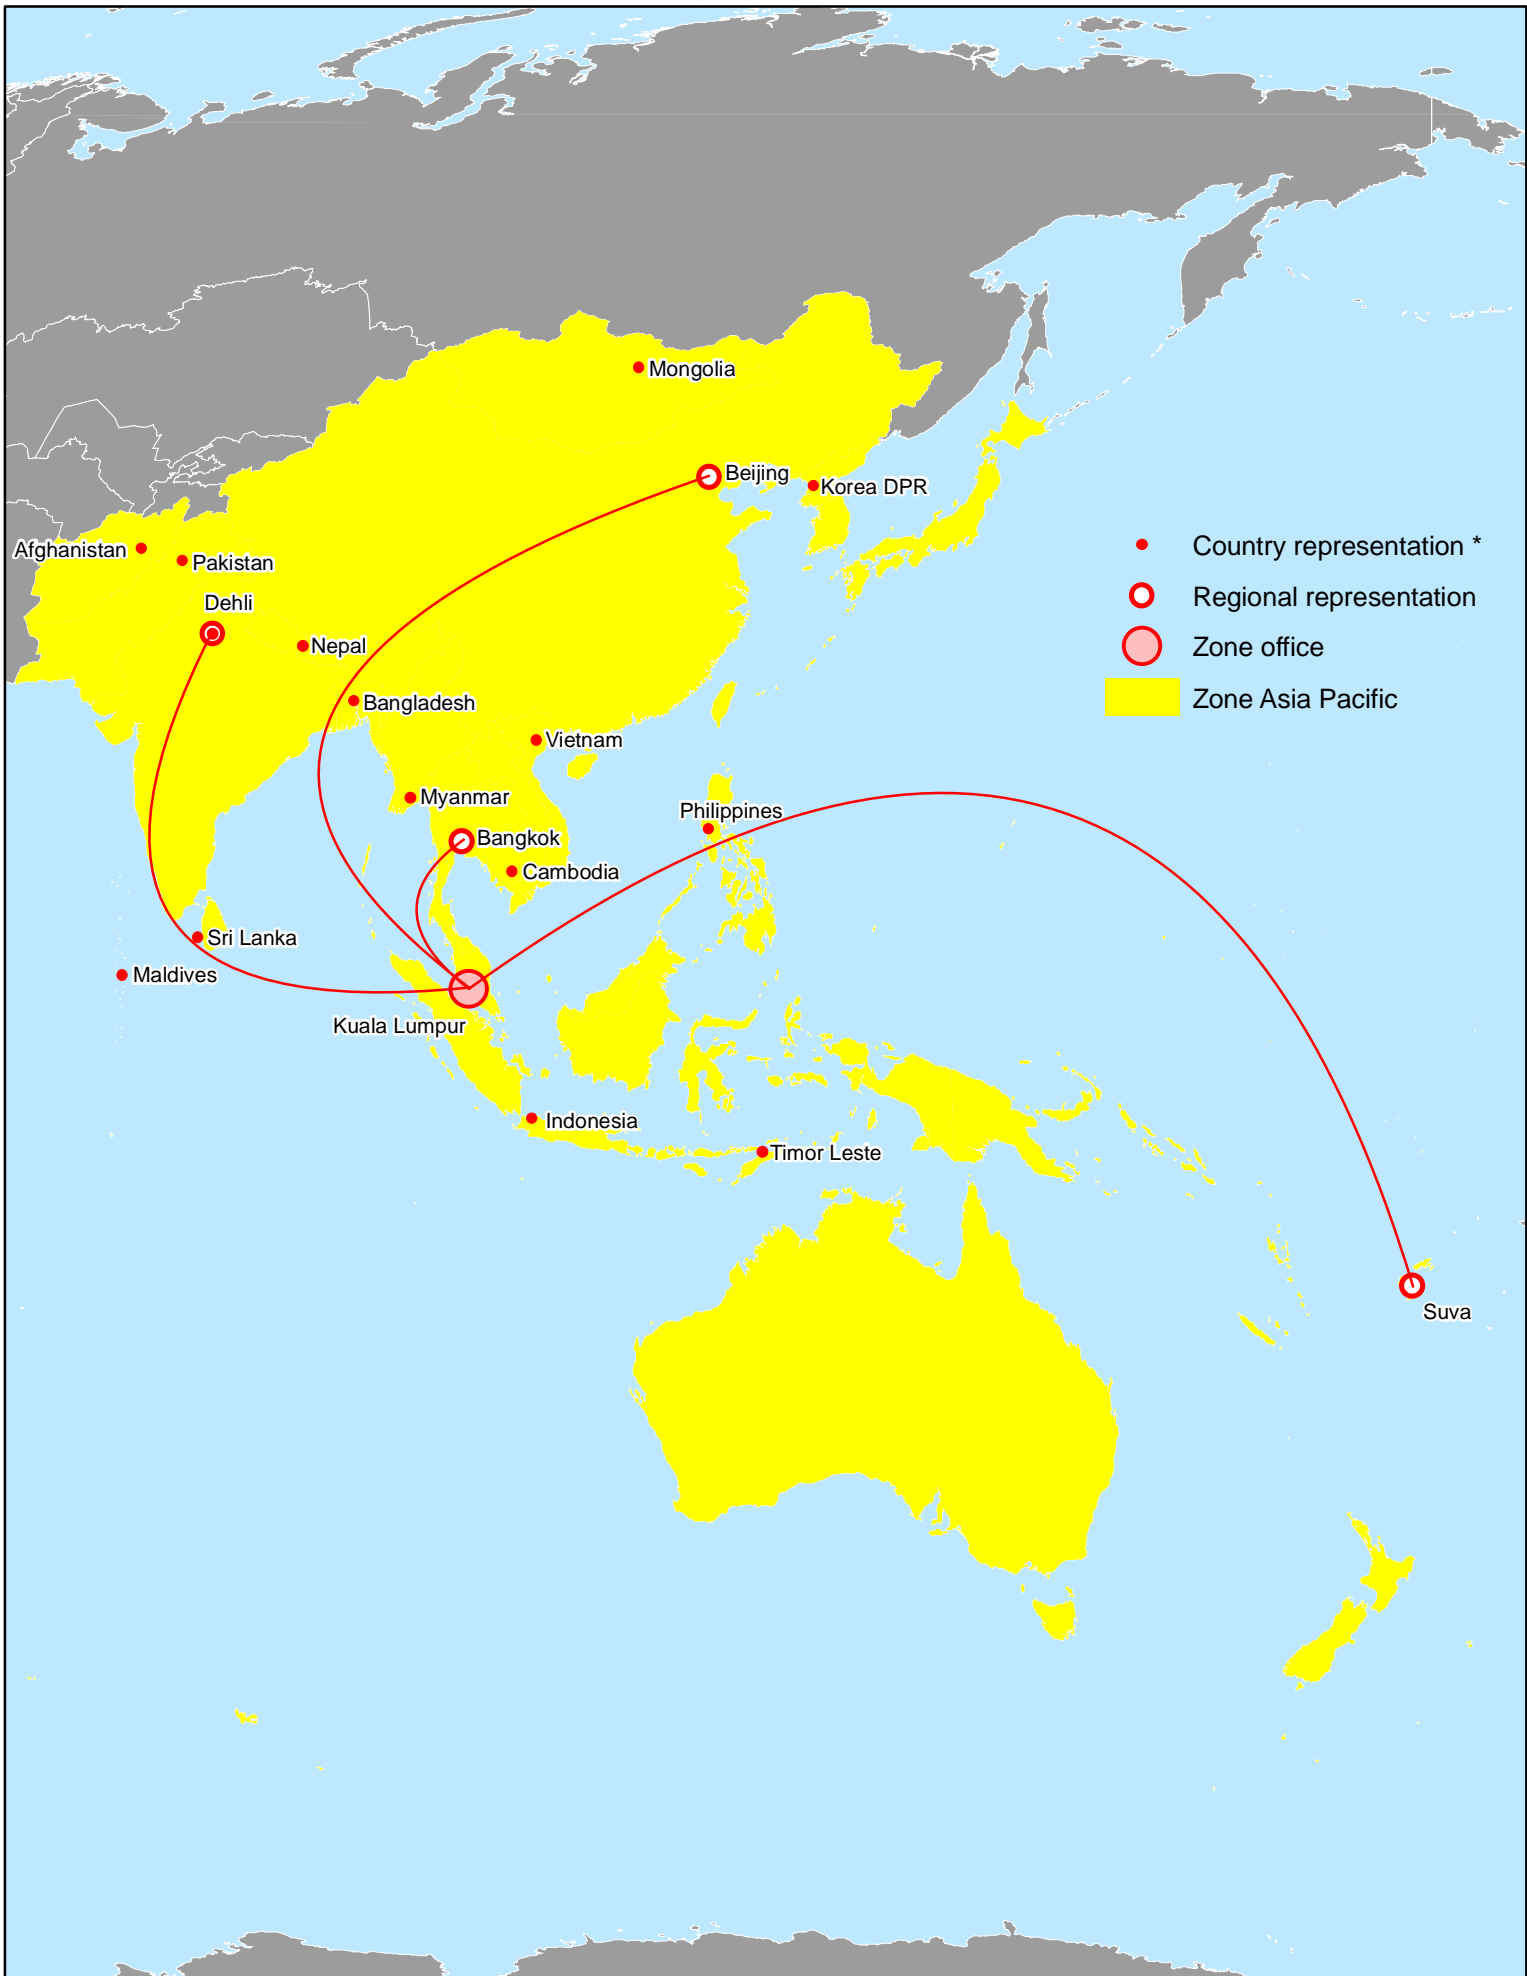 Mongolia
Beijing
Korea DPR
Afghanistan
Pakistan
Dehli
Nepal
Bangladesh
Vietnam
Myanmar
Philippines
Bangkok
Cambodia
Sri Lanka
Maldives
Kuala Lumpur
Indonesia
Timor Leste
Suva
Country representation *
Regional representation
Zone office
Zone Asia Pacific